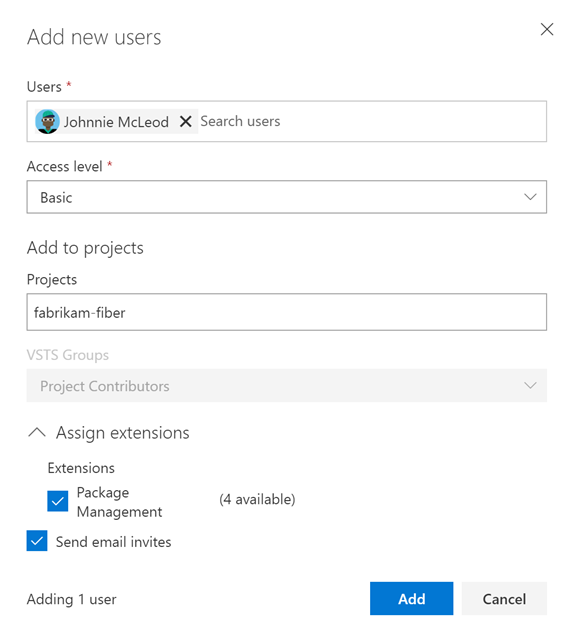 Add new users
Users *
Johnnie McLeod Search users
Access level *
Basic
Add to projects
Projects
fabrikam-fiber
VSTS Groups
Project Contributors
Assign extensions
Extensions
Package
Management
(4 available)
Send email invites
Adding 1 user Add Cancel